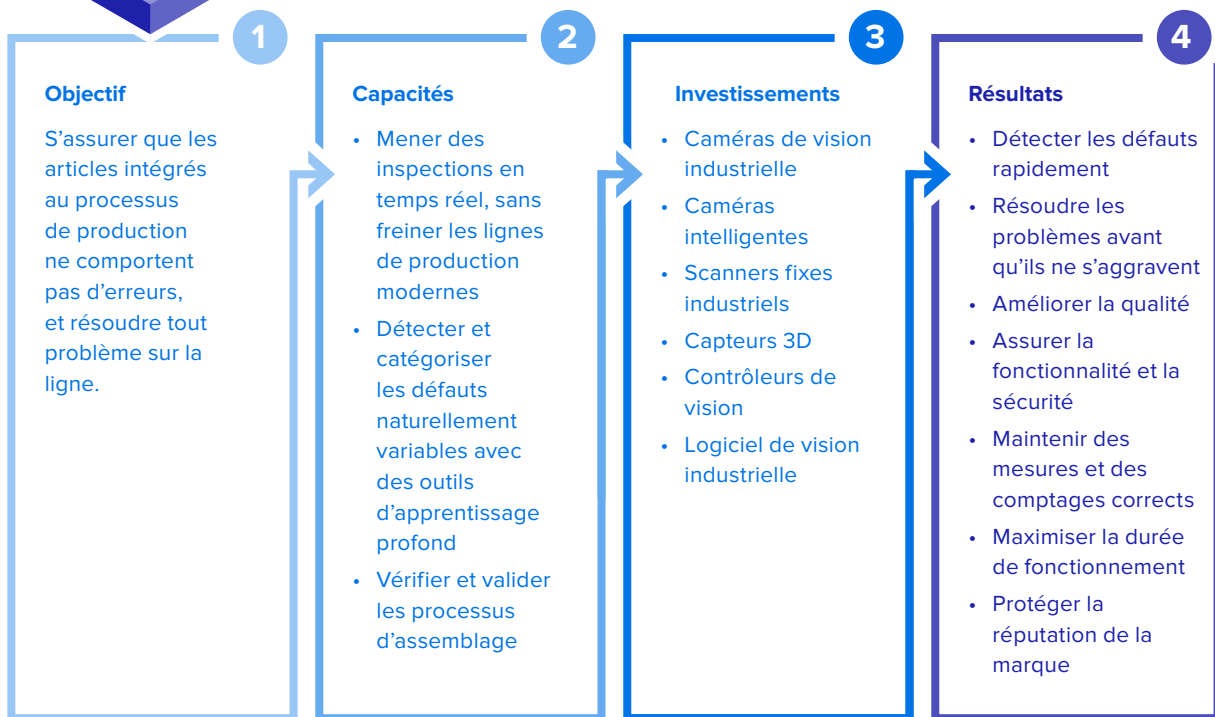 1
Objectif
S’assurer que les
articles intégrés
au processus
de production
ne comportent
pas d’erreurs,
et résoudre tout
problème sur la
ligne.
2
Capacités
• Mener des
inspections en
temps réel, sans
freiner les lignes
de production
modernes
• Détecter et
catégoriser
les défauts
naturellement
variables avec
des outils
d’apprentissage
profond
• Vérifier et valider
les processus
d’assemblage
3
Investissements
• Caméras de vision
industrielle
• Caméras
intelligentes
• Scanners fixes
industriels
• Capteurs 3D
• Contrôleurs de
vision
• Logiciel de vision
industrielle
4
Résultats
• Détecter les défauts
rapidement
• Résoudre les
problèmes avant
qu’ils ne s’aggravent
• Améliorer la qualité
• Assurer la
fonctionnalité et la
sécurité
• Maintenir des
mesures et des
comptages corrects
• Maximiser la durée
de fonctionnement
• Protéger la
réputation de la
marque